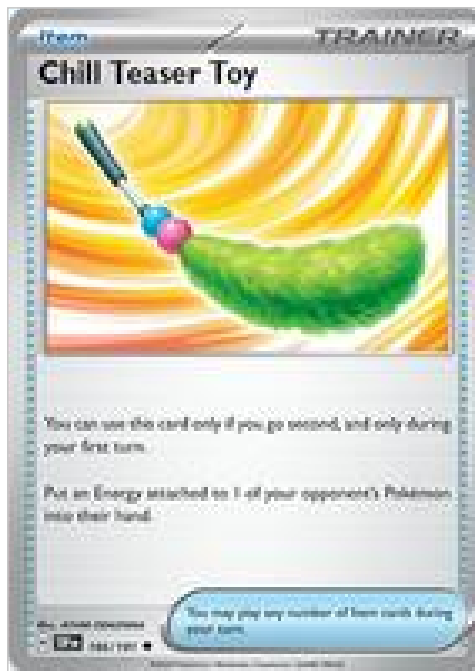 Item TRAINER
Chill Teaser Toy
You can use this card only if you go second, and only during
your first turn.
Put an Energy attached to 1 of your opponent's Pokémon
into their hand.
You may play any number of Item cards during
your turn.